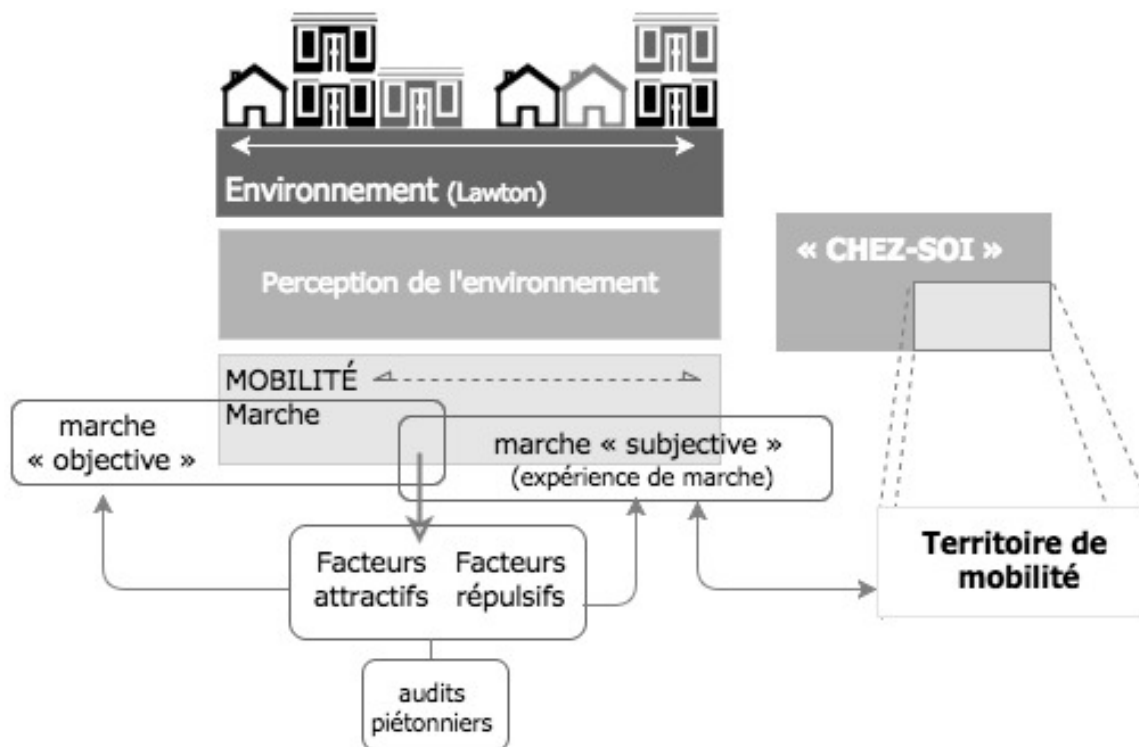 Environnement (Lawton)
« CHEZ-SOI »
Perception de l'environnement
MOBILITÉ
Marche
marche
« objective »
marche « subjective »
(expérience de marche)
Facteurs
attractifs
Facteurs
répulsifs
Territoire de
mobilité
audits
piétonniers